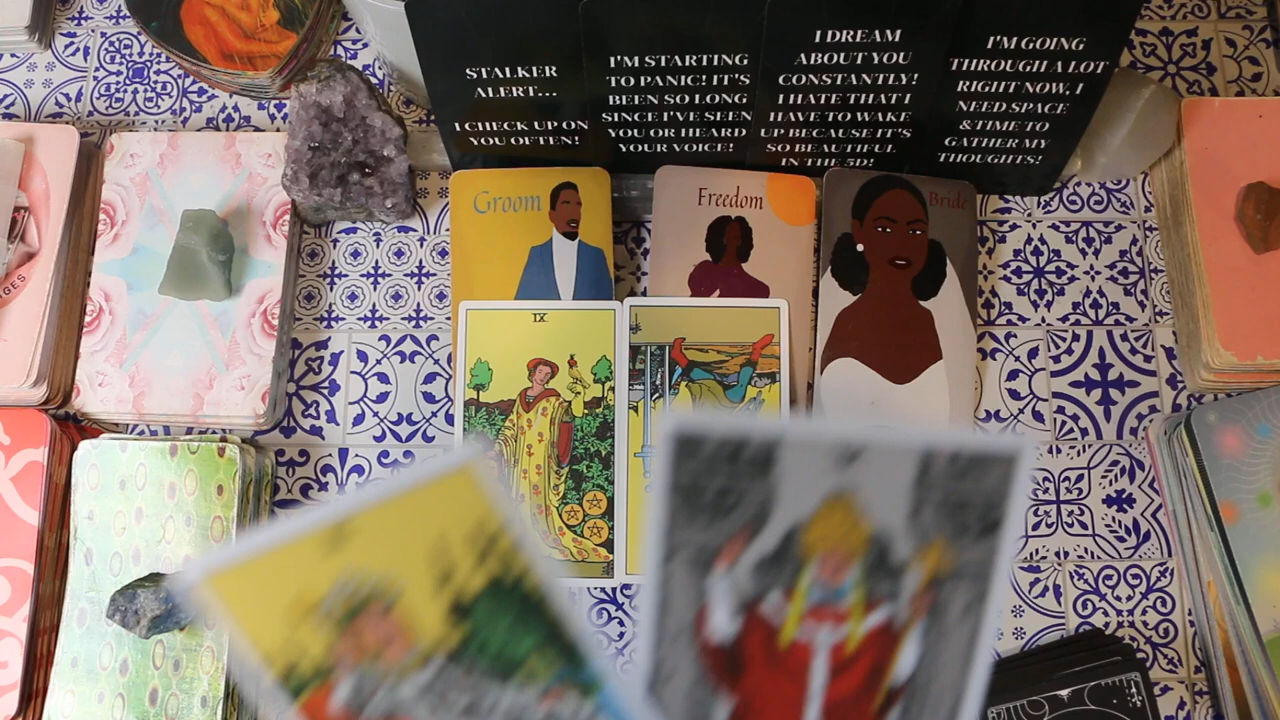 STALKER
ALERT...
I CHECK UP ON
YOU OFTEN!
I'M STARTING
TO PANIC! IT'S
BEEN SO LONG
SINCE I'VE SEEN
YOU OR HEARD
YOUR VOICE!
I DREAM
ABOUT YOU
CONSTANTLY!
I HATE THAT I
HAVE TO WAKE
UP BECAUSE IT'S
SO BEAUTIFUL
IN THE 5D!
I'M GOING
THROUGH A LOT
RIGHT NOW, I
NEED SPACE
&TIME TO
GATHER MY
THOUGHTS!
Groom
Freedom
Bride
IX